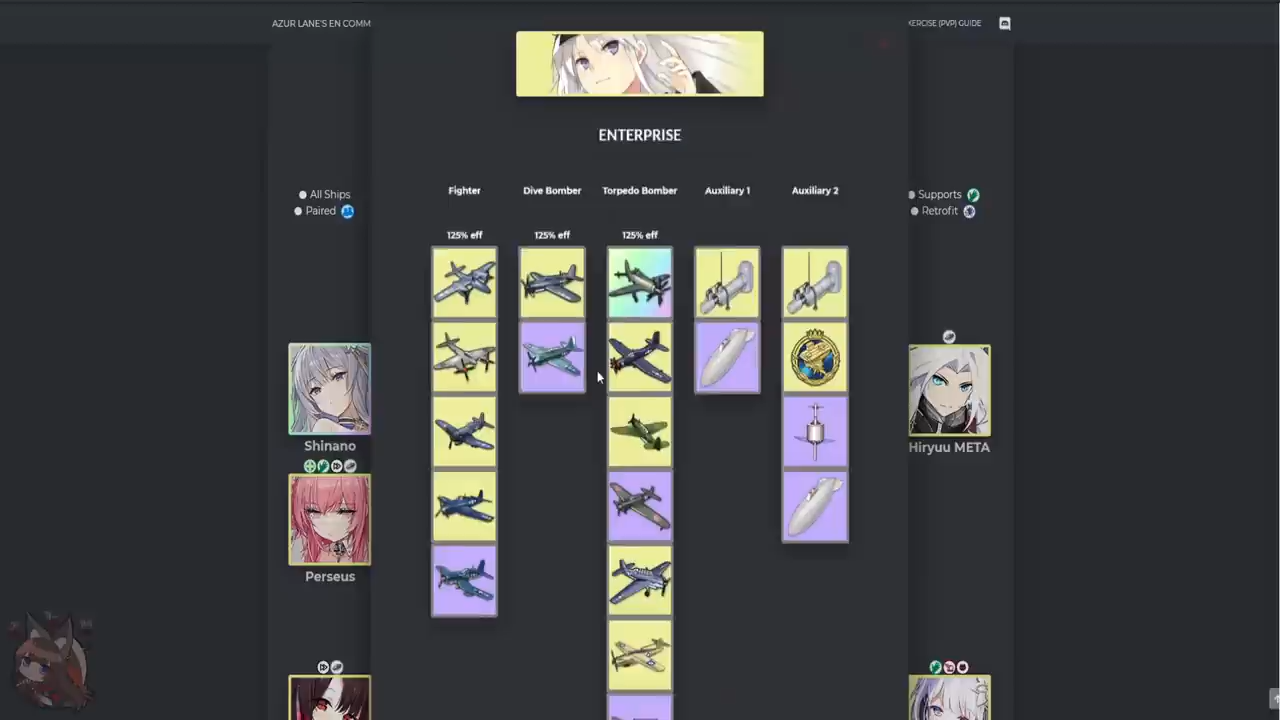 AZUR LANE'S EN COMM
XERCISE (PVP) GUIDE
ENTERPRISE
Fighter
Dive Bomber
Torpedo Bomber
Auxiliary 1
Auxiliary 2
All Ships
Supports
Paired
Retrofit
125% eff
125% eff
125% eff
Shinano
Hiryuu META
Perseus